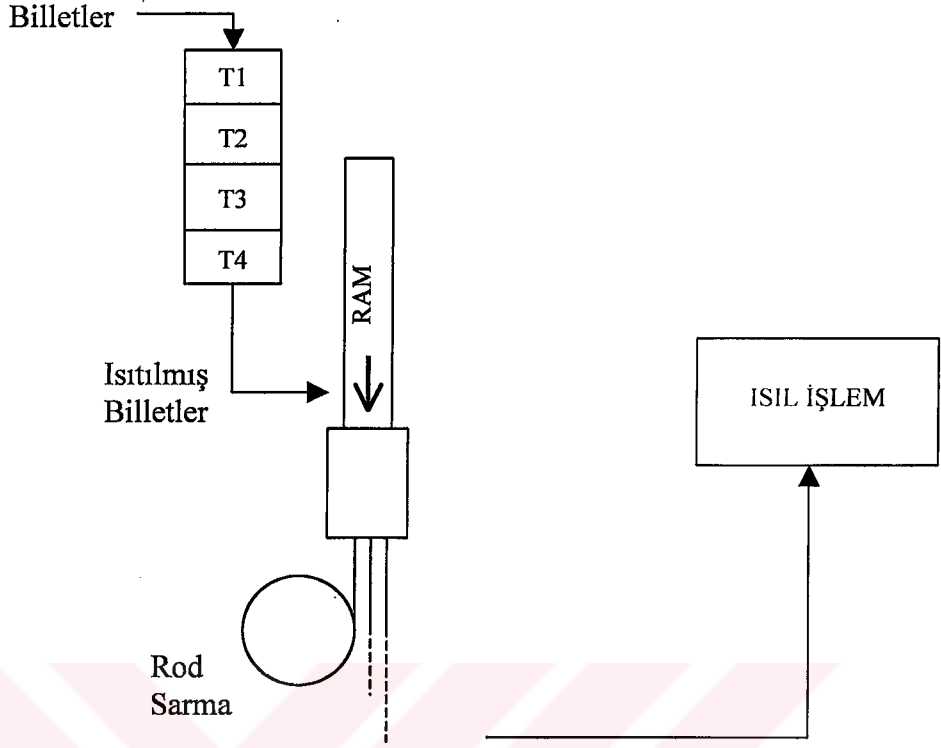 Billetler
T1
T2
T3
T4
RAM
Isıtılmış
Billetler
ISIL İŞLEM
Rod
Sarma